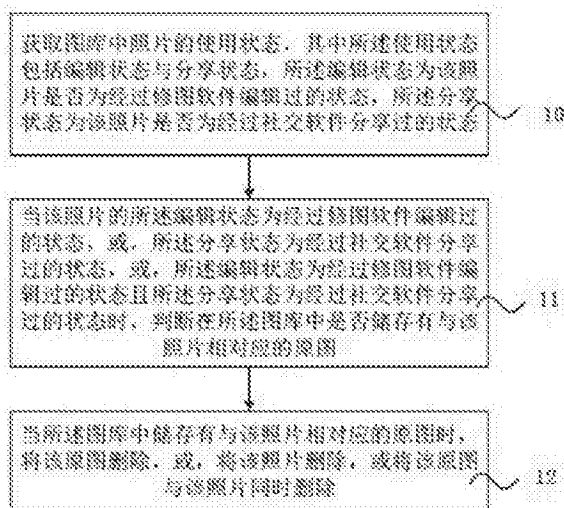 获取图库中照片的使用状态，其中所述使用状态
包括编辑状态与分享状态，所述编辑状态为该照
片是否为经过修图软件编辑过的状态，所述分享
状态为该照片是否为经过社交软件分享过的状态
10
当该照片的所述编辑状态为经过修图软件编辑过
的状态，或，所述分享状态为经过社交软件分享
过的状态，或，所述编辑状态为经过修图软件编
辑过的状态且所述分享状态为经过社交软件分享
过的状态时，判断在所述图库中是否储存有与该
照片相对应的原图
11
当所述图库中储存有与该照片相对应的原图时，
将该原图删除，或，将该照片删除，或将该原图
与该照片同时删除
12